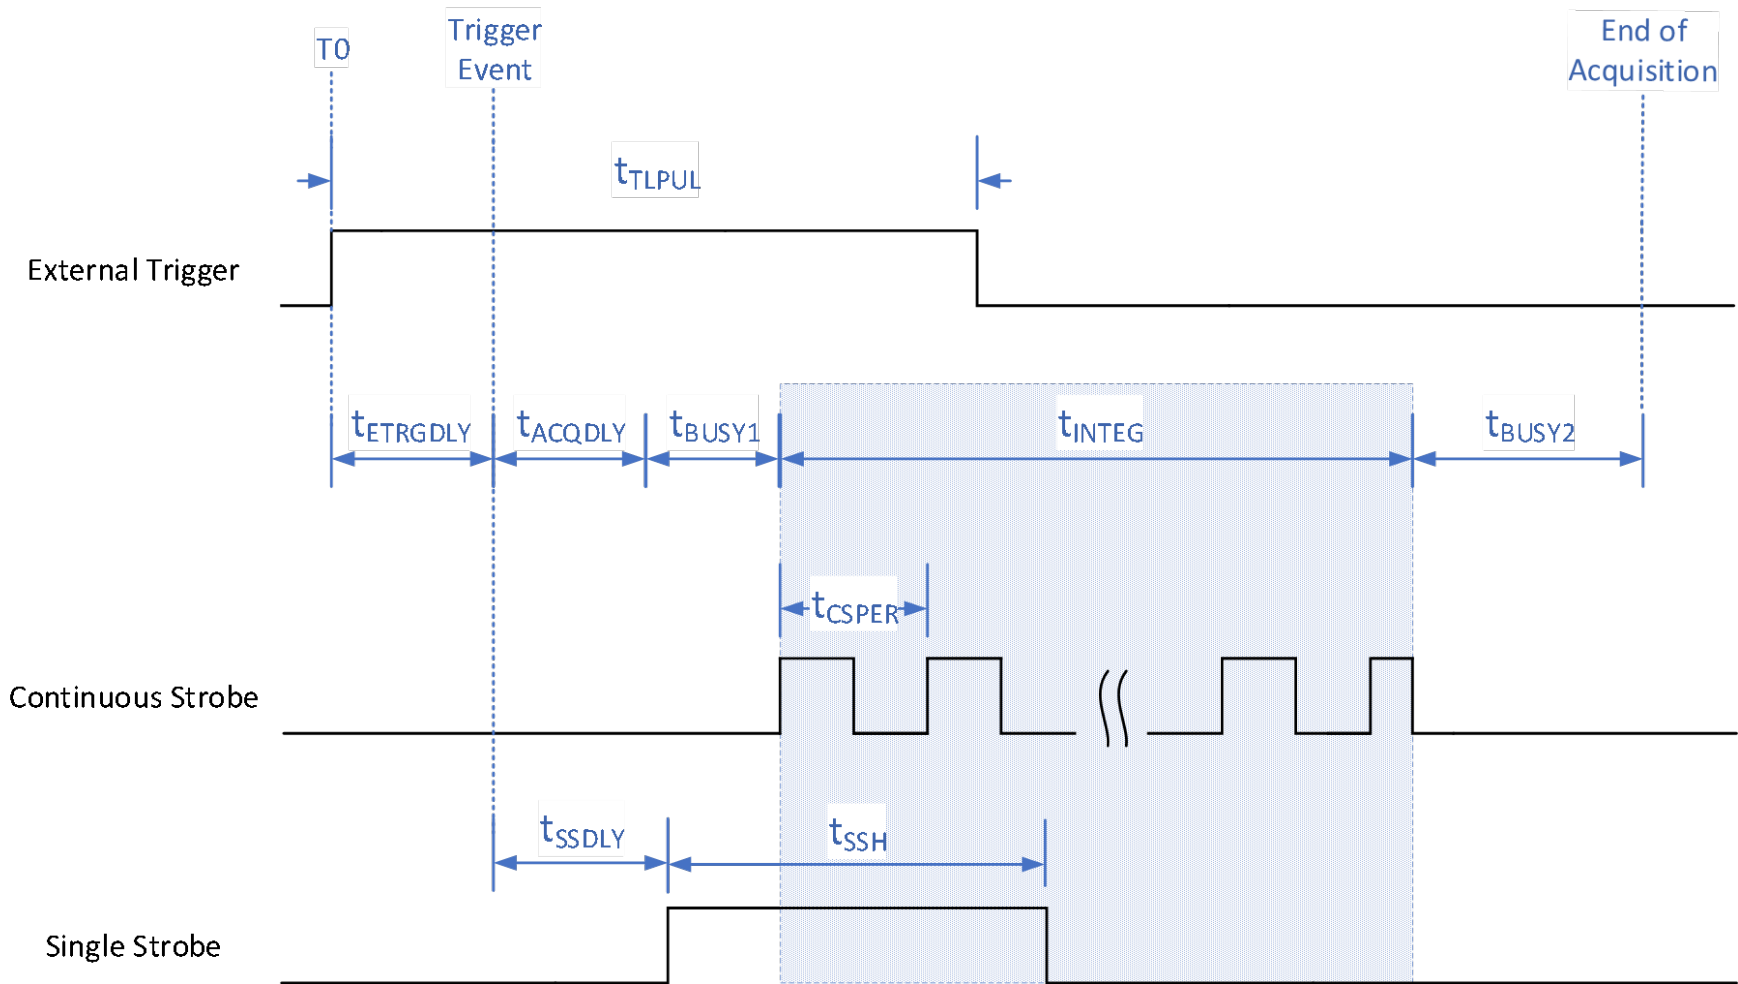 T0
Trigger
Event
End of
Acquisition
tTLPUL
External Trigger
tETRGDLY
tACQDLY
tBUSY1
tINTEG
tBUSY2
tCSPER
Continuous Strobe
tSSDLY
tSSH
Single Strobe